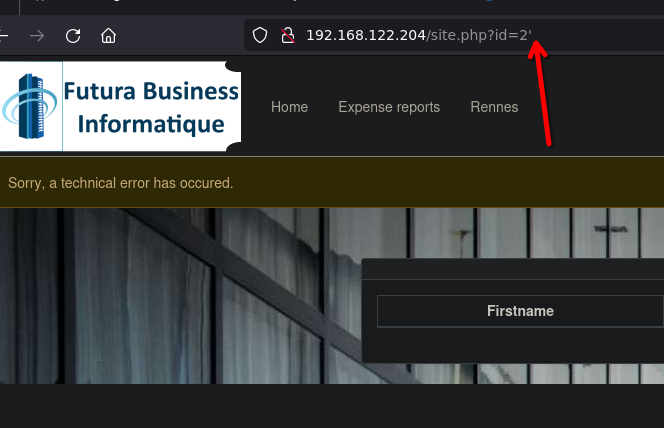 192.168.122.204/site.php?id=2'
Futura Business
Informatique
Home Expense reports Rennes
Sorry, a technical error has occured.
Firstname